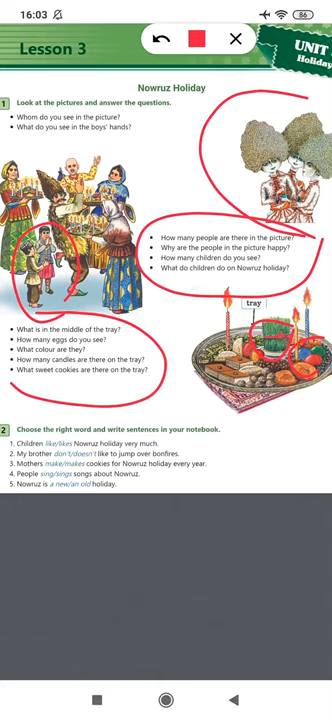 16:03
86
Lesson 3
UNIT
Holiday
Nowruz Holiday
1 Look at the pictures and answer the questions.
• Whom do you see in the picture?
• What do you see in the boys' hands?
• How many people are there in the picture?
• Why are the people in the picture happy?
• How many children do you see?
• What do children do on Nowruz holiday?
tray
• What is in the middle of the tray?
• How many eggs do you see?
• What colour are they?
• How many candles are there on the tray?
• What sweet cookies are there on the tray?
2 Choose the right word and write sentences in your notebook.
1. Children like/likes Nowruz holiday very much.
2. My brother don't/doesn't like to jump over bonfires.
3. Mothers make/makes cookies for Nowruz holiday every year.
4. People sing/sings songs about Nowruz.
5. Nowruz is a new/an old holiday.